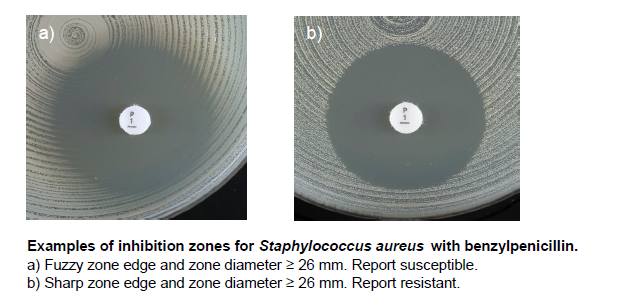 a)
b)
P
1
P
1
Examples of inhibition zones for Staphylococcus aureus with benzylpenicillin.
a) Fuzzy zone edge and zone diameter ≥ 26 mm. Report susceptible.
b) Sharp zone edge and zone diameter ≥ 26 mm. Report resistant.